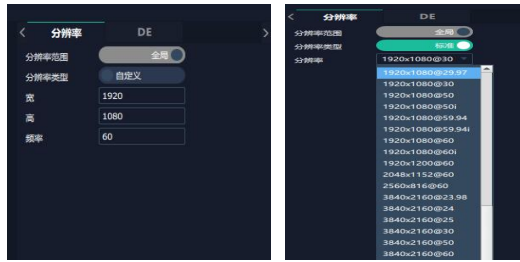 分辨率 DE
分辨率范围 全局
分辨率类型 自定义
宽 1920
高 1080
频率 60
分辨率 DE
分辨率范围 全局
分辨率类型 标准
分辨率 1920x1080@30
1920x1080@29.97
1920x1080@30
1920x1080@50
1920x1080@50i
1920x1080@59.94
1920x1080@59.94i
1920x1080@60
1920x1080@60i
1920x1200@60
2048x1152@60
2560x816@60
3840x2160@23.98
3840x2160@24
3840x2160@25
3840x2160@30
3840x2160@50
3840x2160@60